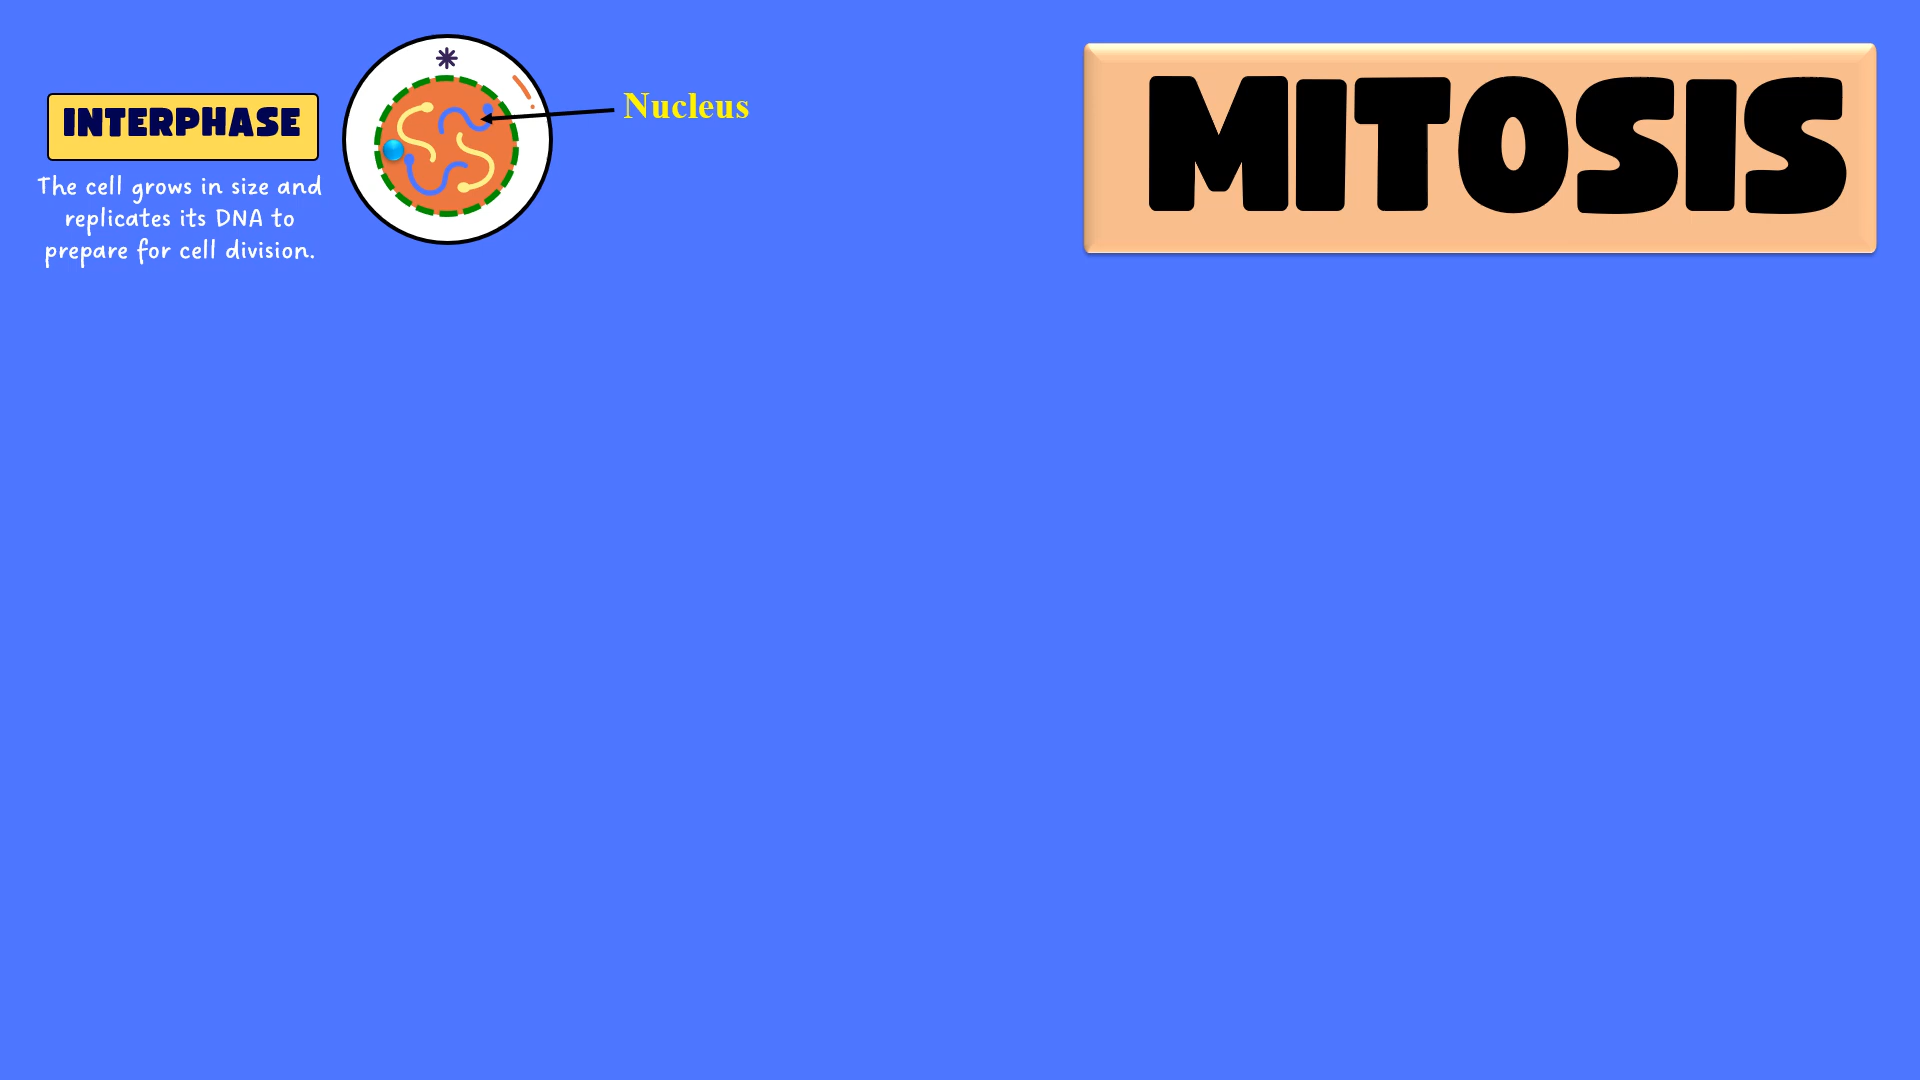 MITOSIS
INTERPHASE
The cell grows in size and
replicates its DNA to
prepare for cell division.
Nucleus